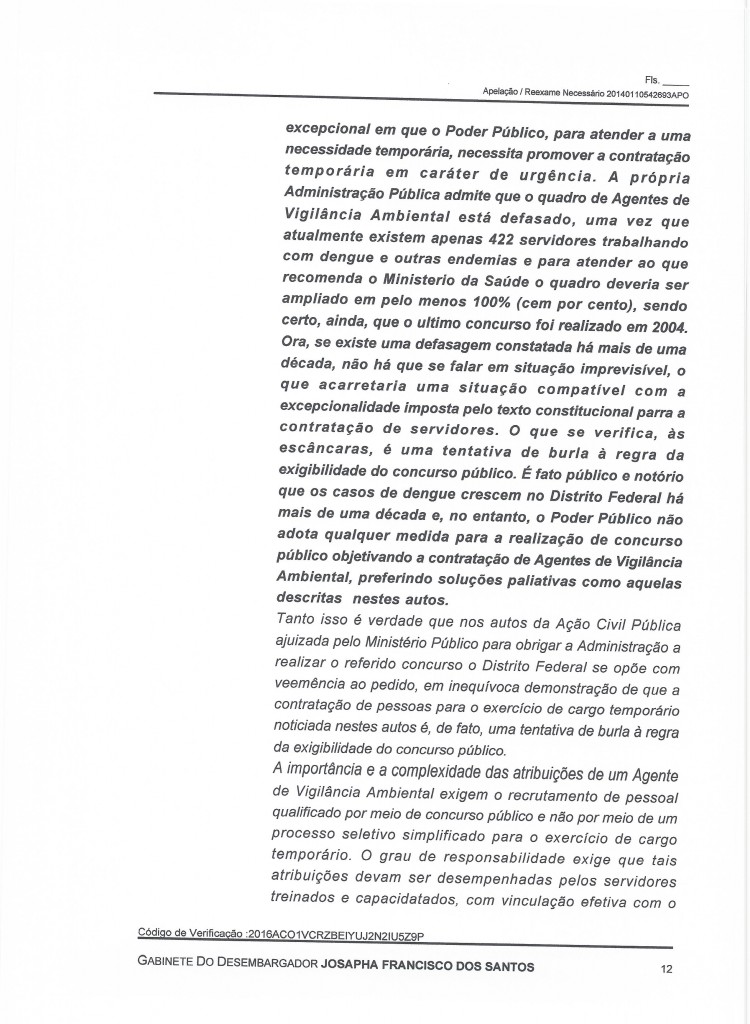 Fls. _____
Apelação / Reexame Necessário 20140110542693APO
excepcional em que o Poder Público, para atender a uma
necessidade temporária, necessita promover a contratação
temporária em caráter de urgência. A própria
Administração Pública admite que o quadro de Agentes de
Vigilância Ambiental está defasado, uma vez que
atualmente existem apenas 422 servidores trabalhando
com dengue e outras endemias e para atender ao que
recomenda o Ministerio da Saúde o quadro deveria ser
ampliado em pelo menos 100% (cem por cento), sendo
certo, ainda, que o ultimo concurso foi realizado em 2004.
Ora, se existe uma defasagem constatada há mais de uma
década, não há que se falar em situação imprevisível, o
que acarretaria uma situação compatível com a
excepcionalidade imposta pelo texto constitucional parra a
contratação de servidores. O que se verifica, às
escâncaras, é uma tentativa de burla à regra da
exigibilidade do concurso público. É fato público e notório
que os casos de dengue crescem no Distrito Federal há
mais de uma década e, no entanto, o Poder Público não
adota qualquer medida para a realização de concurso
público objetivando a contratação de Agentes de Vigilância
Ambiental, preferindo soluções paliativas como aquelas
descritas nestes autos.
Tanto isso é verdade que nos autos da Ação Civil Pública
ajuizada pelo Ministério Público para obrigar a Administração a
realizar o referido concurso o Distrito Federal se opõe com
veemência ao pedido, em inequívoca demonstração de que a
contratação de pessoas para o exercício de cargo temporário
noticiada nestes autos é, de fato, uma tentativa de burla à regra
da exigibilidade do concurso público.
A importância e a complexidade das atribuições de um Agente
de Vigilância Ambiental exigem o recrutamento de pessoal
qualificado por meio de concurso público e não por meio de um
processo seletivo simplificado para o exercício de cargo
temporário. O grau de responsabilidade exige que tais
atribuições devam ser desempenhadas pelos servidores
treinados e capacidatados, com vinculação efetiva com o
Código de Verificação :2016ACO1VCRZBEIYUJ2N2IU5Z9P
GABINETE DO DESEMBARGADOR JOSAPHA FRANCISCO DOS SANTOS
12